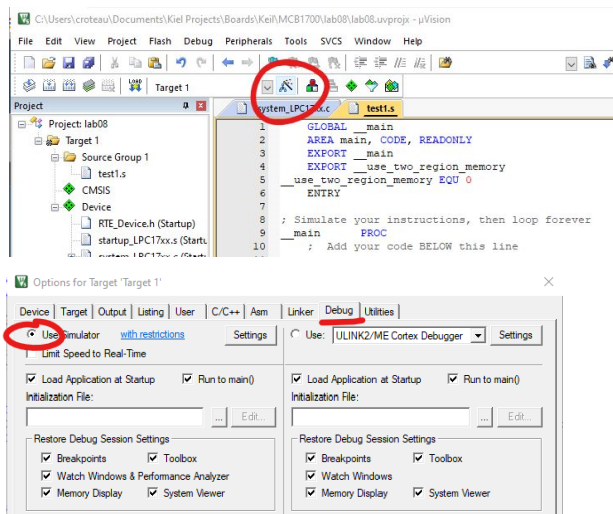 C:\Users\croteau\Documents\Kiel Projects\Boards\Keil\MCB1700\lab08\lab08.uvprojx - µVision
File Edit View Project Flash Debug Peripherals Tools SVCS Window Help
LOAD Target 1
Project
system_LPC17xx.c test1.s
Project: lab08
Target 1
Source Group 1
test1.s
CMSIS
Device
RTE_Device.h (Startup)
startup_LPC17xx.s (Startu
system_LPC17xx.c (Startu
1 GLOBAL __main
2 AREA main, CODE, READONLY
3 EXPORT __main
4 EXPORT __use_two_region_memory
5 __use_two_region_memory EQU 0
6 ENTRY
7
8 ; Simulate your instructions, then loop forever
9 __main PROC
10 ; Add your code BELOW this line
Options for Target 'Target 1'
Device Target Output Listing User C/C++ Asm Linker Debug Utilities
Use Simulator with restrictions Settings
Limit Speed to Real-Time
Use: ULINK2/ME Cortex Debugger Settings
Load Application at Startup Run to main()
Initialization File:
... Edit...
Load Application at Startup Run to main()
Initialization File:
... Edit...
Restore Debug Session Settings
Breakpoints Toolbox
Watch Windows & Performance Analyzer
Memory Display System Viewer
Restore Debug Session Settings
Breakpoints Toolbox
Watch Windows
Memory Display System Viewer